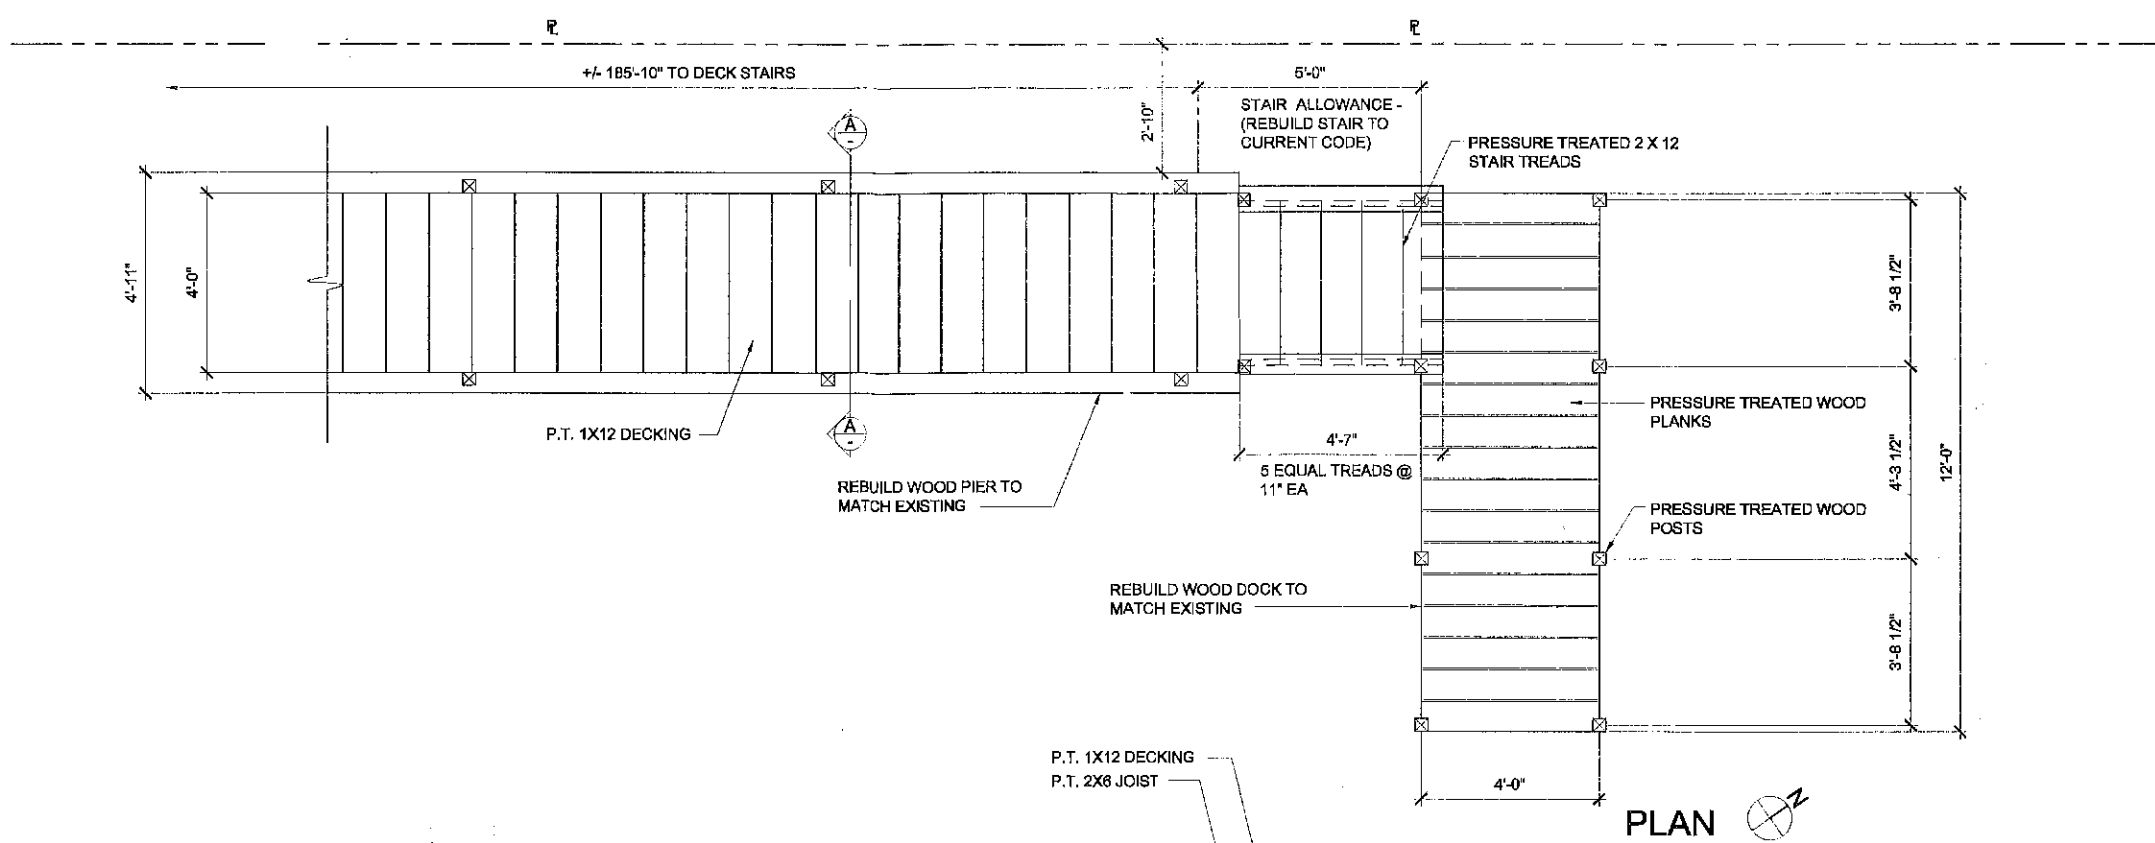 PL
PL
+/- 185'-10" TO DECK STAIRS
5'-0"
2'-10"
STAIR ALLOWANCE -
(REBUILD STAIR TO
CURRENT CODE)
PRESSURE TREATED 2 X 12
STAIR TREADS
A
-
4'-11"
4'-0"
3'-8 1/2"
P.T. 1X12 DECKING
A
-
4'-7"
5 EQUAL TREADS @
11" EA
PRESSURE TREATED WOOD
PLANKS
4'-3 1/2"
12'-0"
REBUILD WOOD PIER TO
MATCH EXISTING
PRESSURE TREATED WOOD
POSTS
REBUILD WOOD DOCK TO
MATCH EXISTING
3'-8 1/2"
P.T. 1X12 DECKING
P.T. 2X6 JOIST
4'-0"
PLAN
N